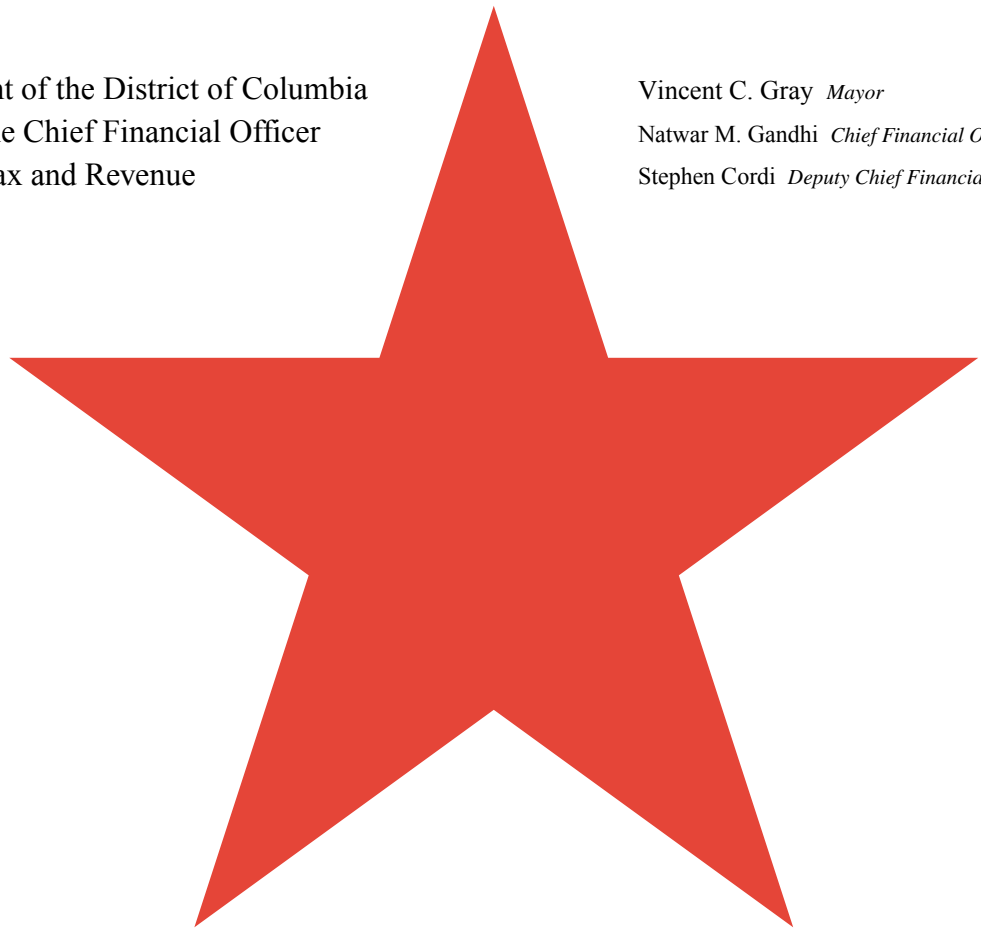 nt of the District of Columbia
e Chief Financial Officer
ax and Revenue
Vincent C. Gray Mayor
Natwar M. Gandhi Chief Financial O
Stephen Cordi Deputy Chief Financia